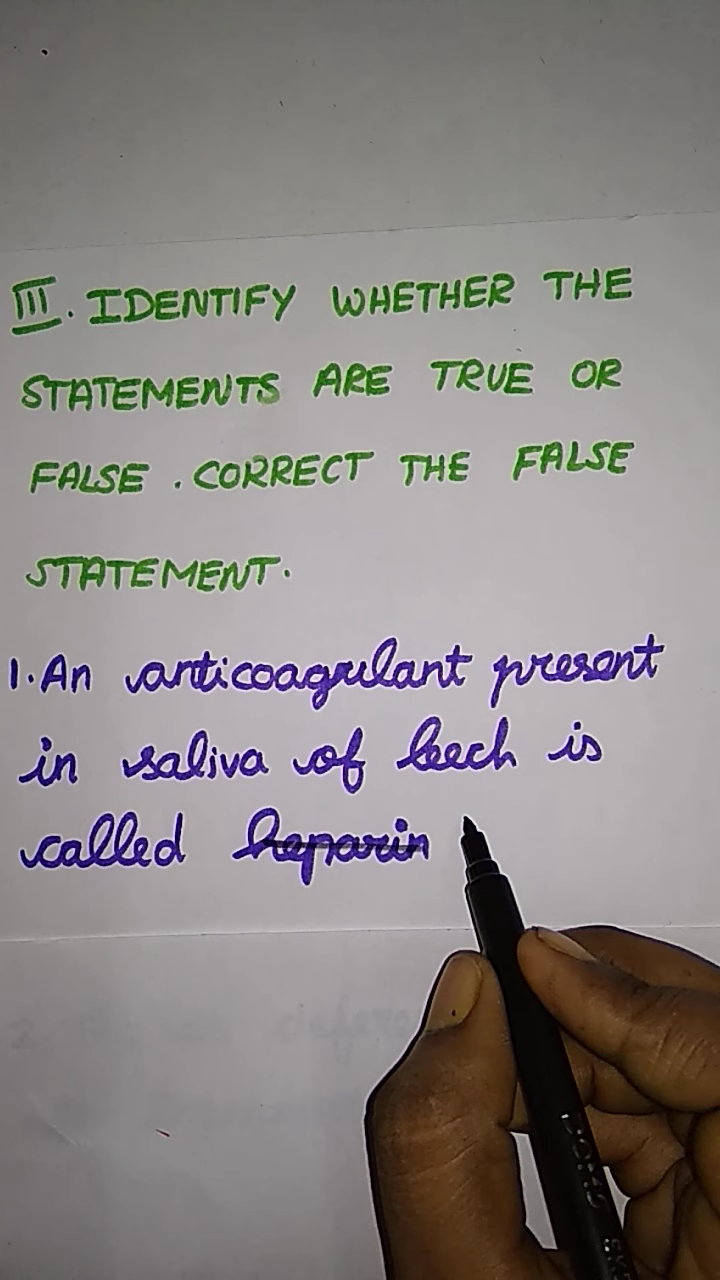 III. IDENTIFY WHETHER THE
STATEMENTS ARE TRUE OR
FALSE . CORRECT THE FALSE
STATEMENT.
1. An anticoagulant present
in saliva of leech is
called heparin